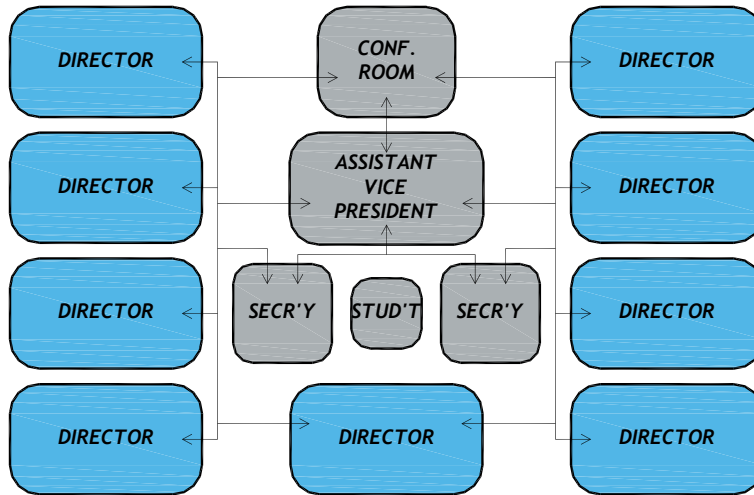 DIRECTOR
CONF.
ROOM
DIRECTOR
DIRECTOR
ASSISTANT
VICE
PRESIDENT
DIRECTOR
DIRECTOR
SECR'Y
STUD'T
SECR'Y
DIRECTOR
DIRECTOR
DIRECTOR
DIRECTOR